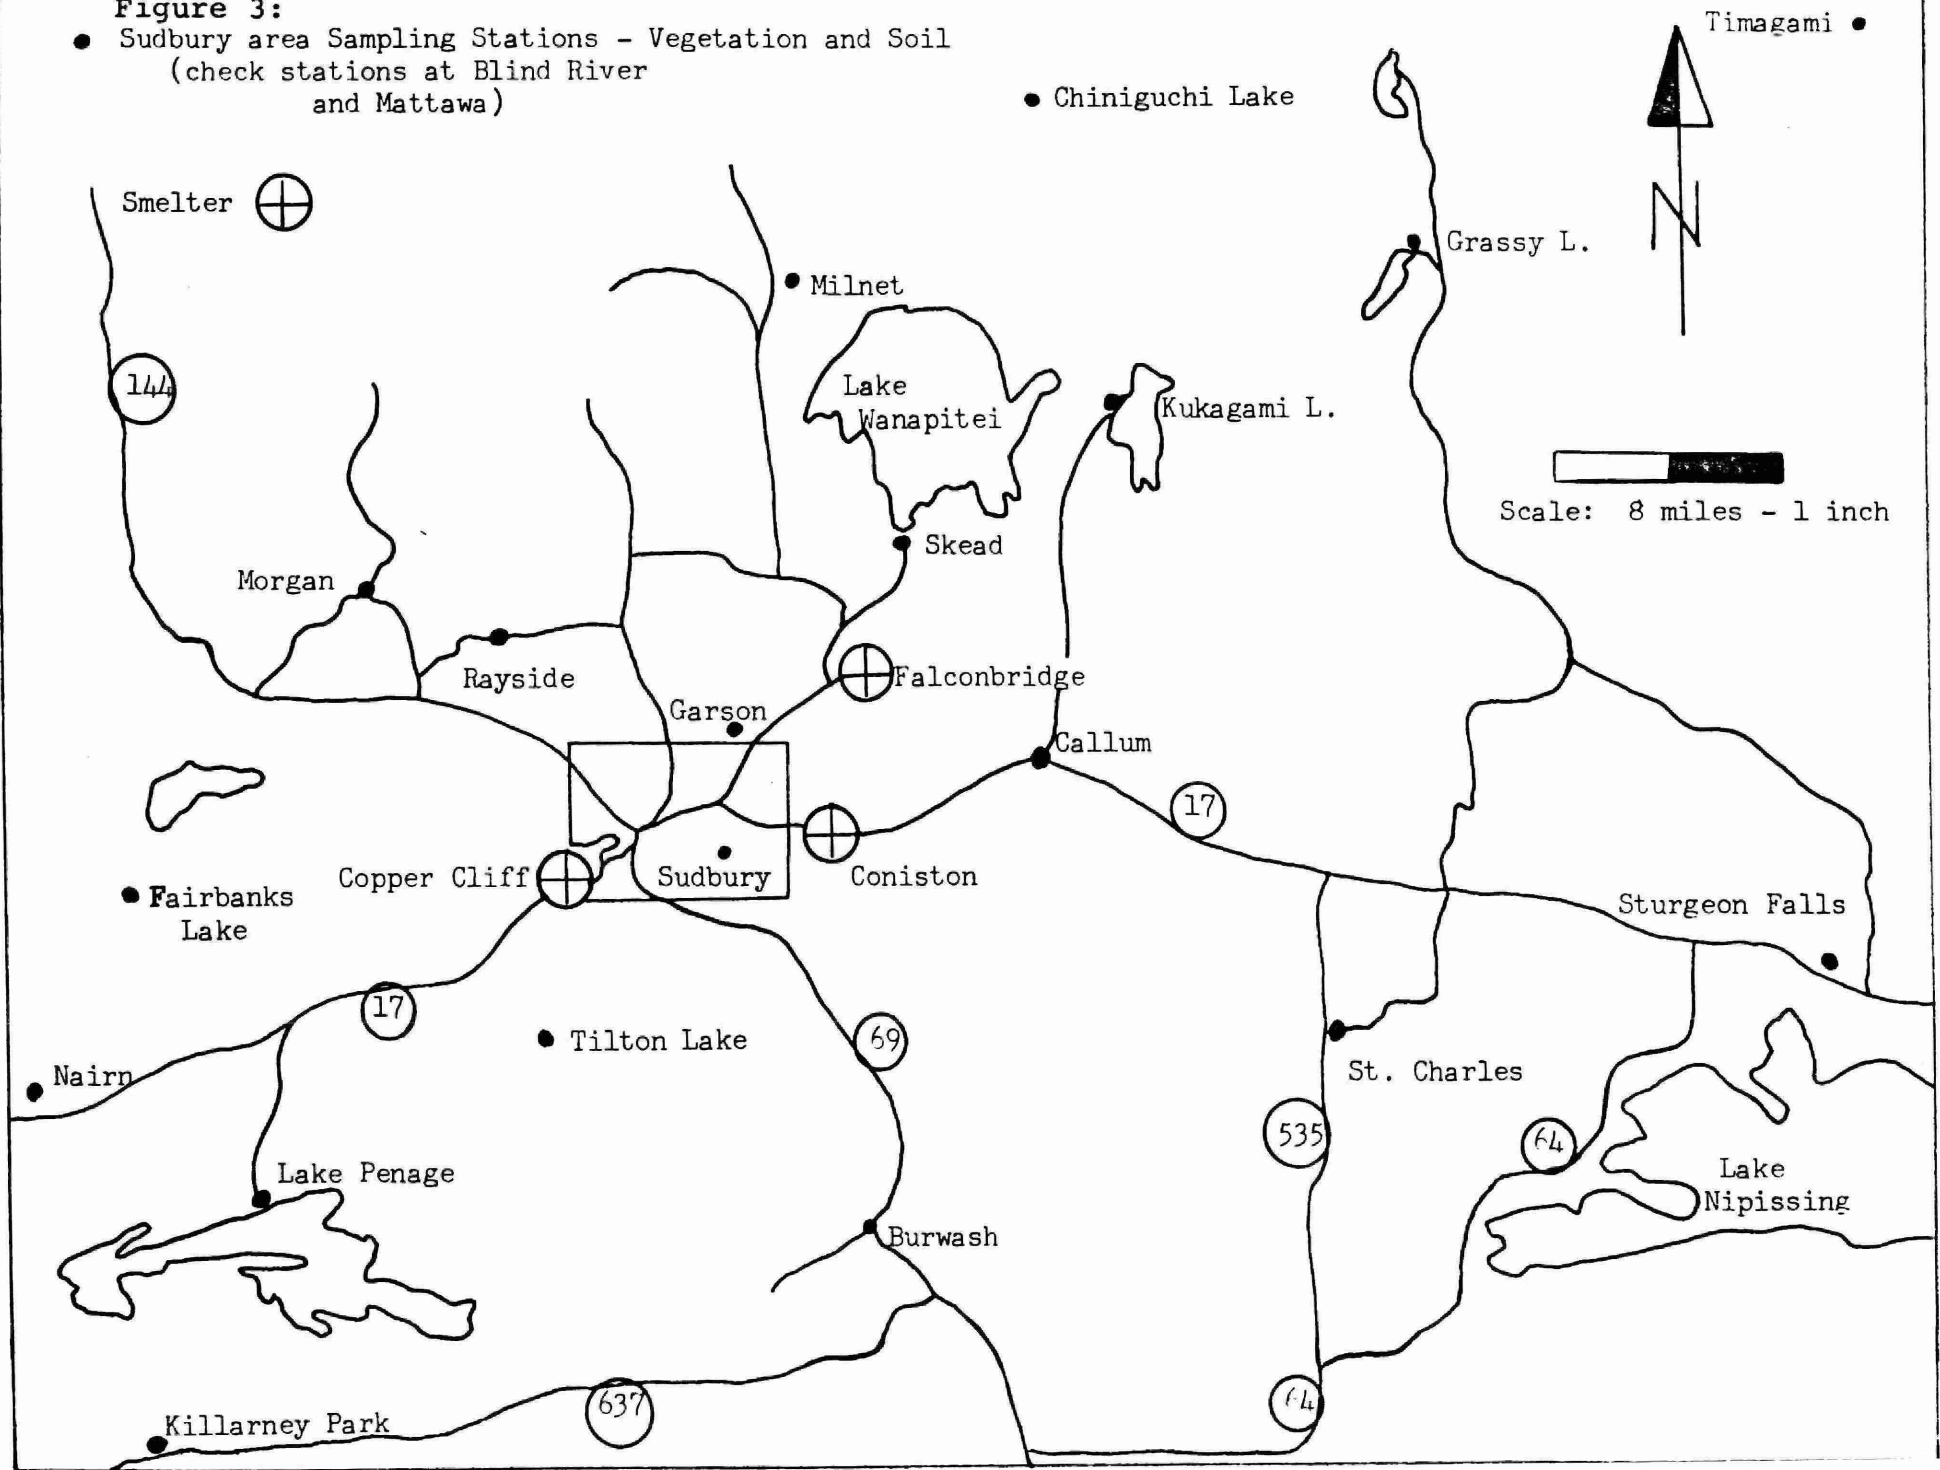 Figure 3:
● Sudbury area Sampling Stations - Vegetation and Soil
(check stations at Blind River
and Mattawa)
Timagami
Chiniguchi Lake
Smelter
N
Grassy L.
Milnet
144
Lake
Wanapitei
Kukagami L.
Scale: 8 miles - 1 inch
Skead
Morgan
Rayside
Falconbridge
Garson
Callum
17
Copper Cliff
Sudbury
Coniston
Fairbanks
Lake
Sturgeon Falls
17
Tilton Lake
69
Nairn
St. Charles
535
64
Lake Penage
Lake
Nipissing
Burwash
637
64
Killarney Park